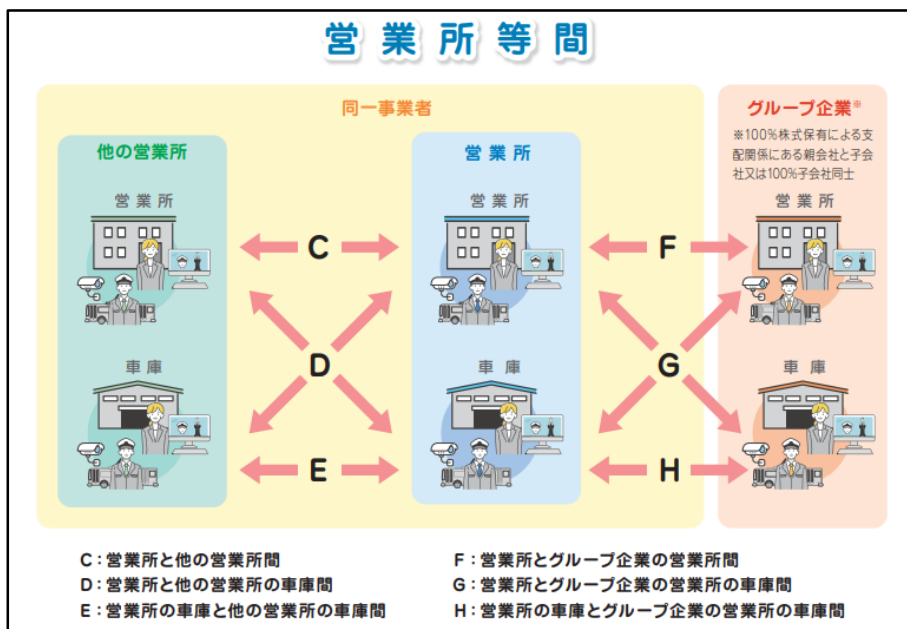 営業所等間
同一事業者
グループ企業※
※100%株式保有による支
配関係にある親会社と子会
社又は100%子会社同士
他の営業所
営業所
営業所
営業所
営業所
C
F
D
G
車庫
車庫
車庫
E
H
C：営業所と他の営業所間
D：営業所と他の営業所の車庫間
E：営業所の車庫と他の営業所の車庫間
F：営業所とグループ企業の営業所間
G：営業所とグループ企業の営業所の車庫間
H：営業所の車庫とグループ企業の営業所の車庫間